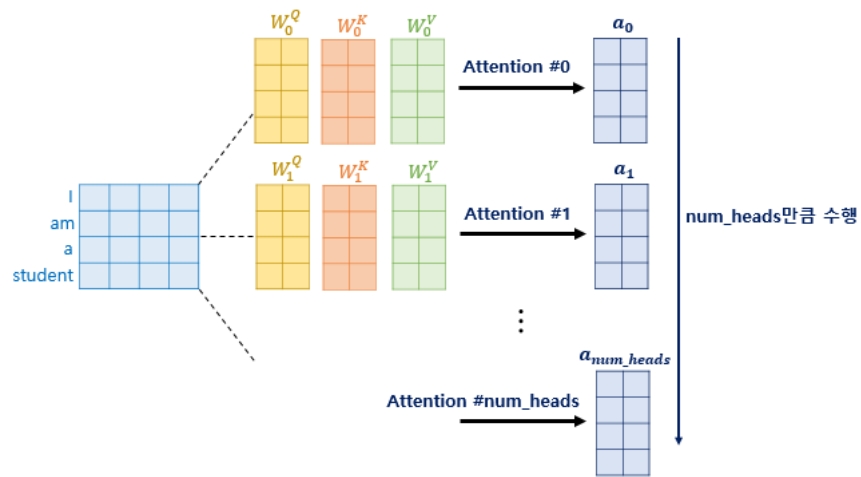 W_0^Q W_0^K W_0^V
a_0
Attention #0
W_1^Q W_1^K W_1^V
a_1
I
am
a
student
Attention #1
num_heads만큼 수행
⋮
a_num_heads
Attention #num_heads